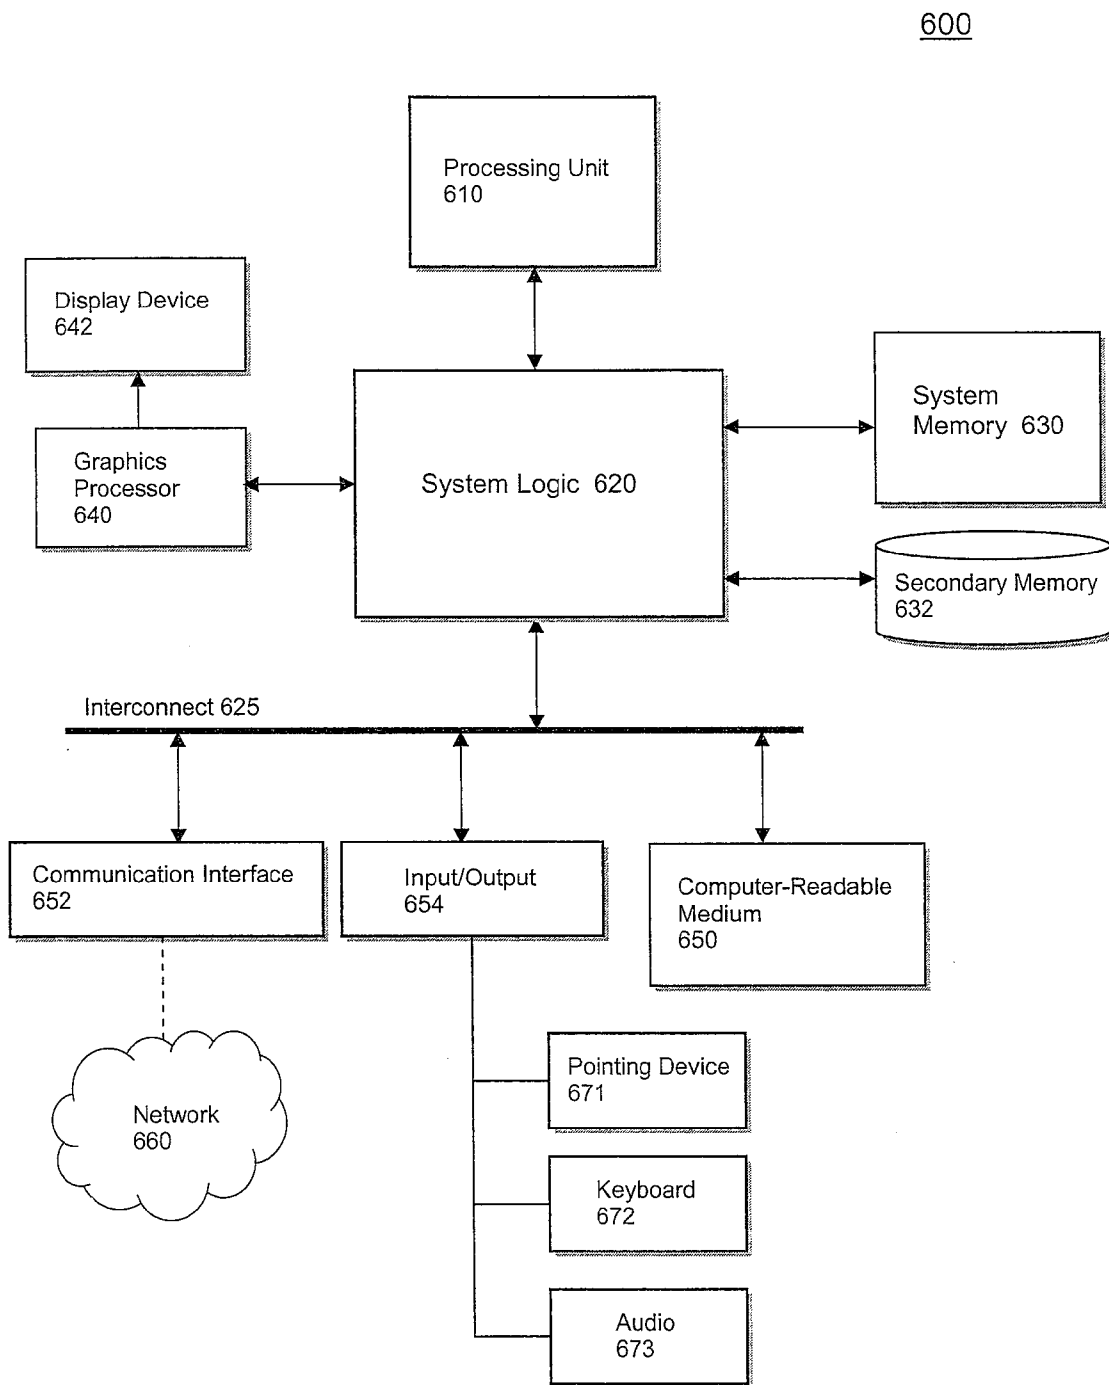 600
Processing Unit
610
Display Device
642
System
Memory 630
Graphics
Processor
640
System Logic 620
Secondary Memory
632
Interconnect 625
Communication Interface
652
Input/Output
654
Computer-Readable
Medium
650
Pointing Device
671
Network
660
Keyboard
672
Audio
673